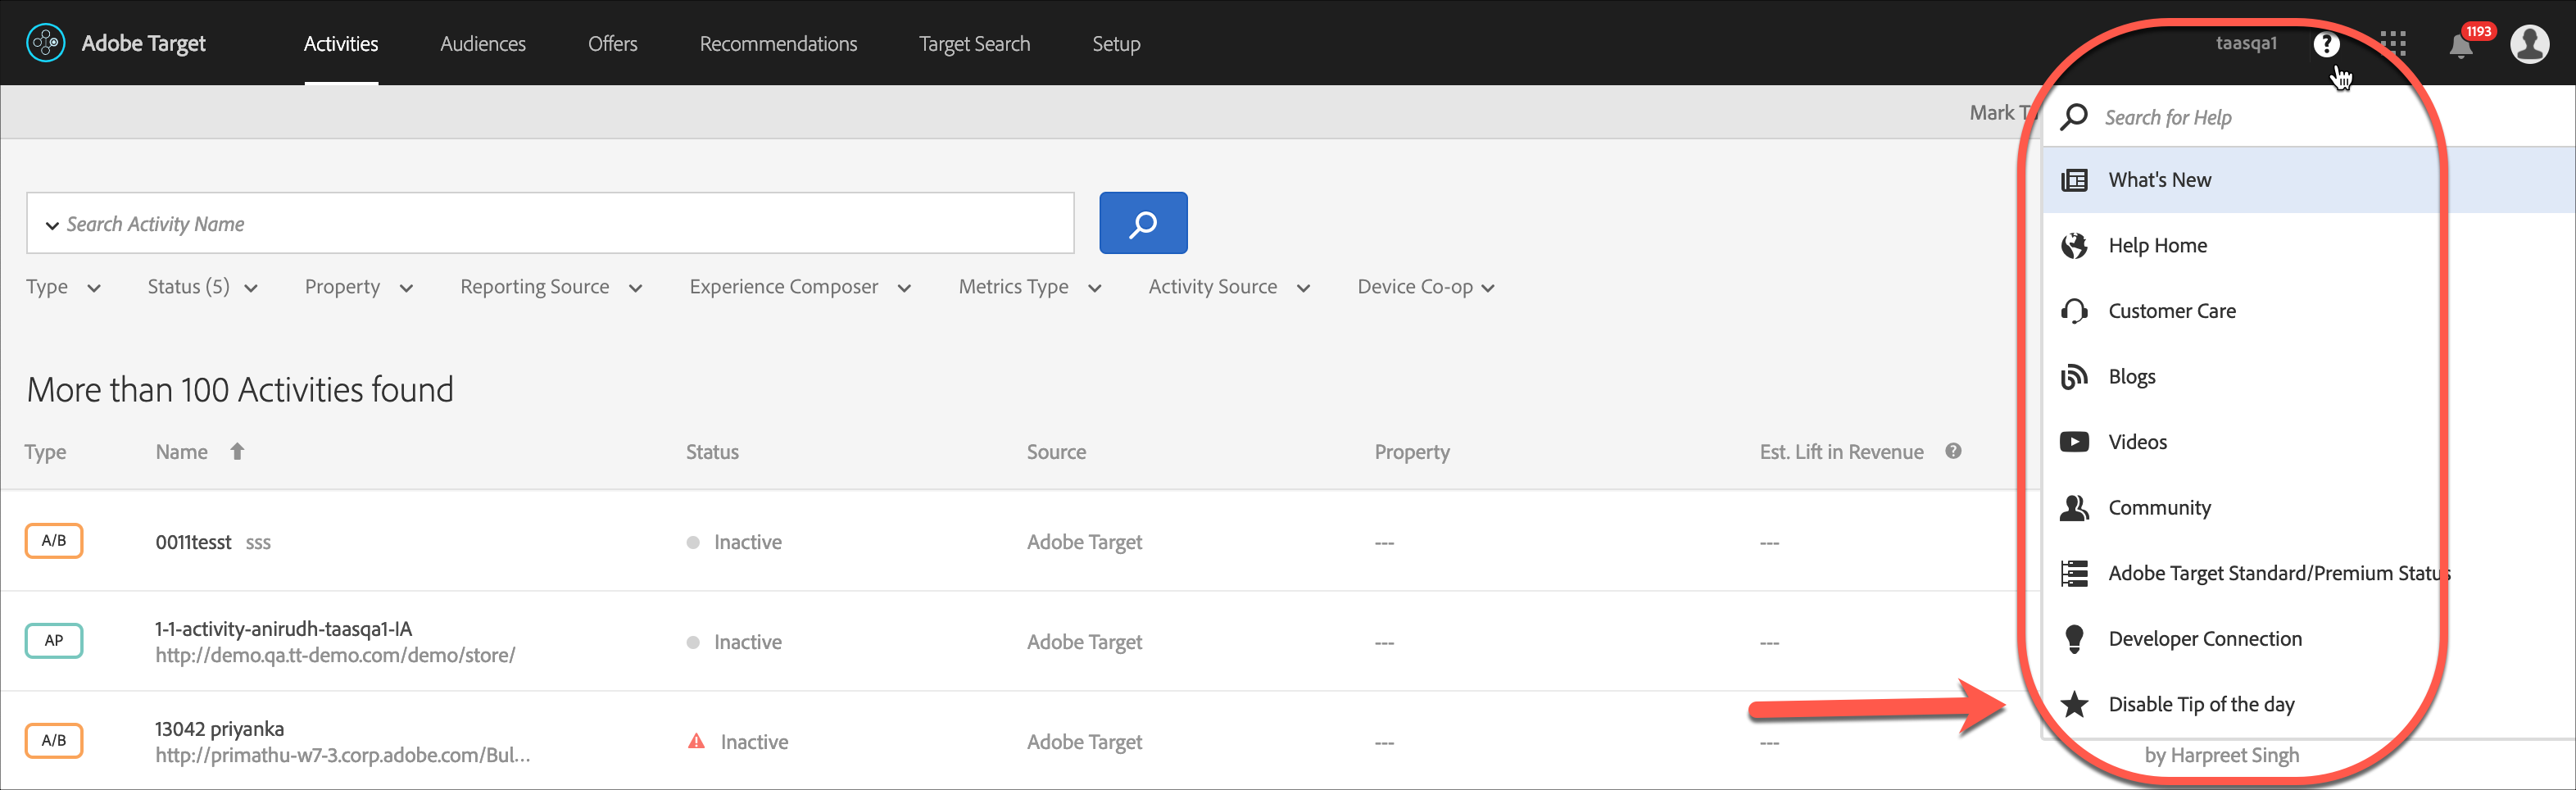 Adobe Target Activities Audiences Offers Recommendations Target Search Setup taasqa1 ? 1193
Mark T
Search for Help
What's New
Search Activity Name
Help Home
Type Status (5) Property Reporting Source Experience Composer Metrics Type Activity Source Device Co-op
Customer Care
Blogs
More than 100 Activities found
Videos
Type Name Status Source Property Est. Lift in Revenue ?
Community
A/B 0011tesst sss Inactive Adobe Target --- ---
Adobe Target Standard/Premium Status
1-1-activity-anirudh-taasqa1-IA
AP Inactive Adobe Target --- ---
http://demo.qa.tt-demo.com/demo/store/
Developer Connection
Disable Tip of the day
13042 priyanka
A/B Inactive Adobe Target --- ---
http://primathu-w7-3.corp.adobe.com/Bul...
by Harpreet Singh